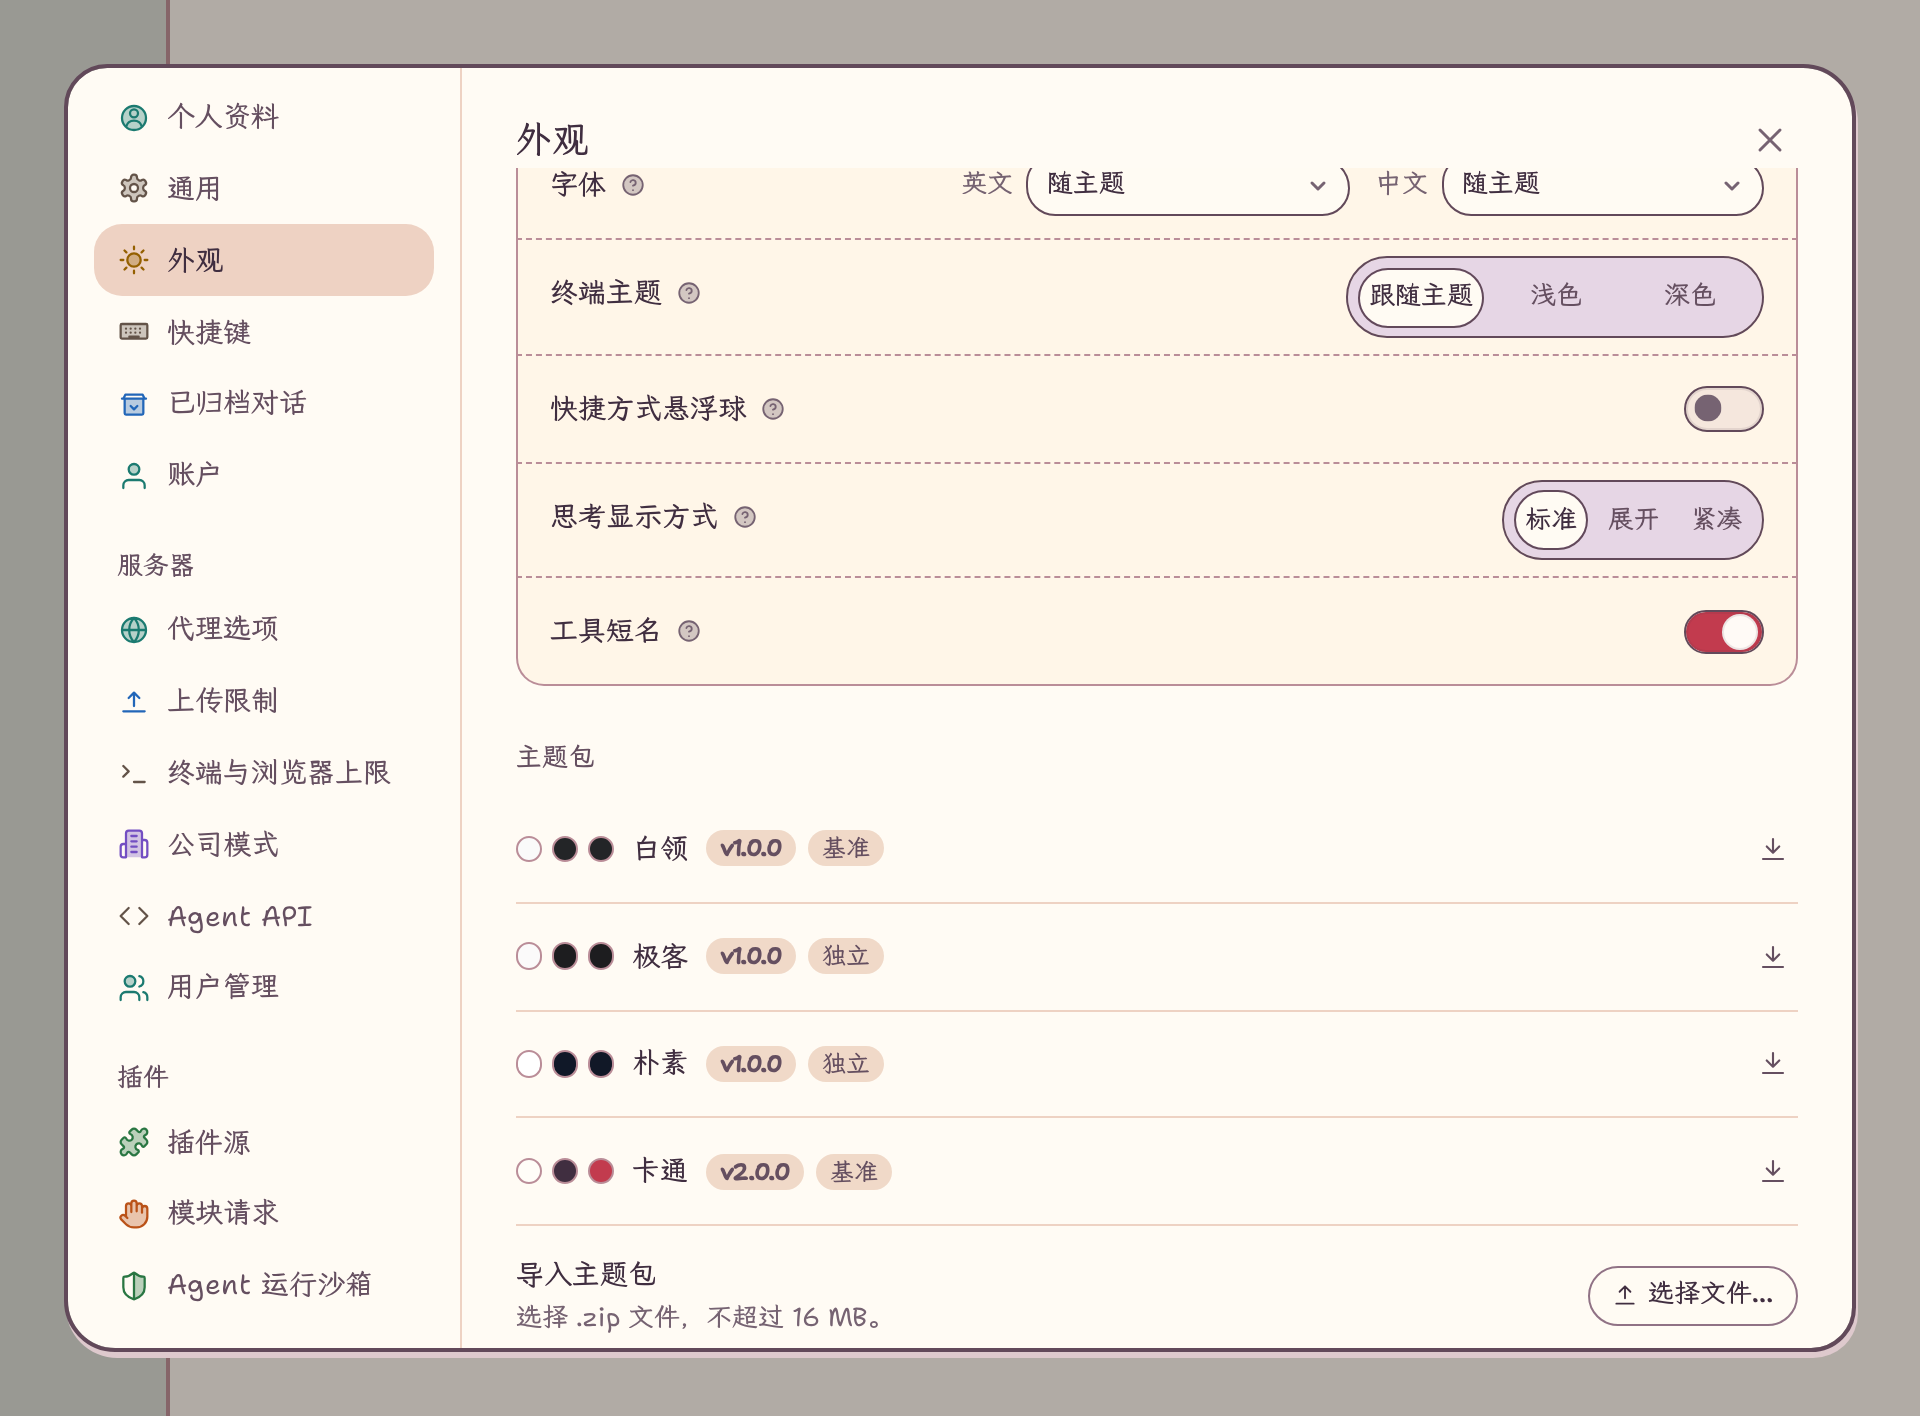 个人资料
通用
外观
快捷键
已归档对话
账户
服务器
代理选项
上传限制
终端与浏览器上限
公司模式
Agent API
用户管理
插件
插件源
模块请求
Agent 运行沙箱
外观
字体 英文 随主题 中文 随主题
终端主题 跟随主题 浅色 深色
快捷方式悬浮球
思考显示方式 标准 展开 紧凑
工具短名
主题包
白领 v1.0.0 基准
极客 v1.0.0 独立
朴素 v1.0.0 独立
卡通 v2.0.0 基准
导入主题包
选择 .zip 文件，不超过 16 MB。
选择文件...